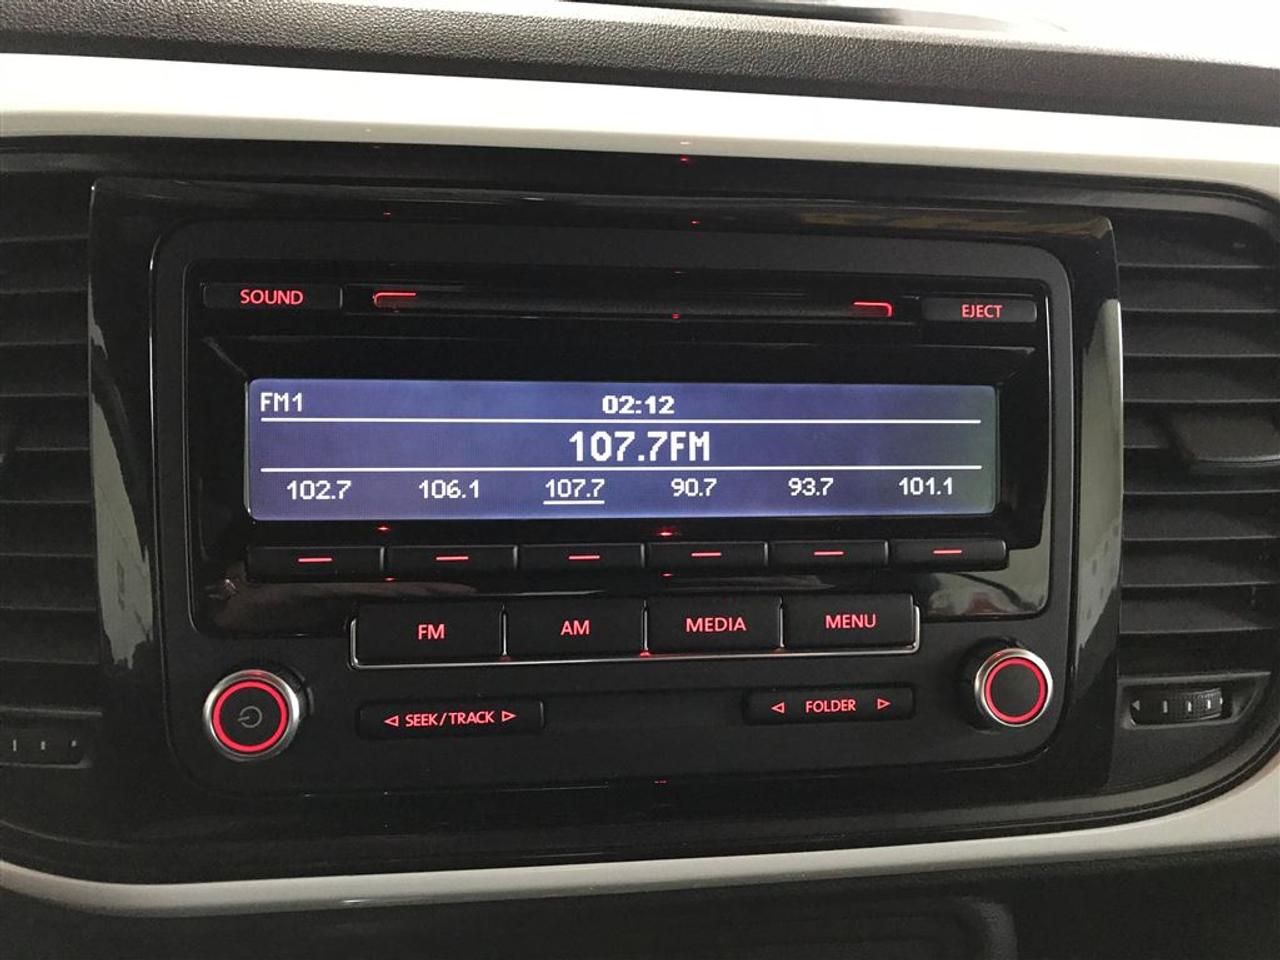 SOUND
EJECT
FM1 02:12
107.7FM
102.7 106.1 107.7 90.7 93.7 101.1
FM AM MEDIA MENU
SEEK/TRACK FOLDER